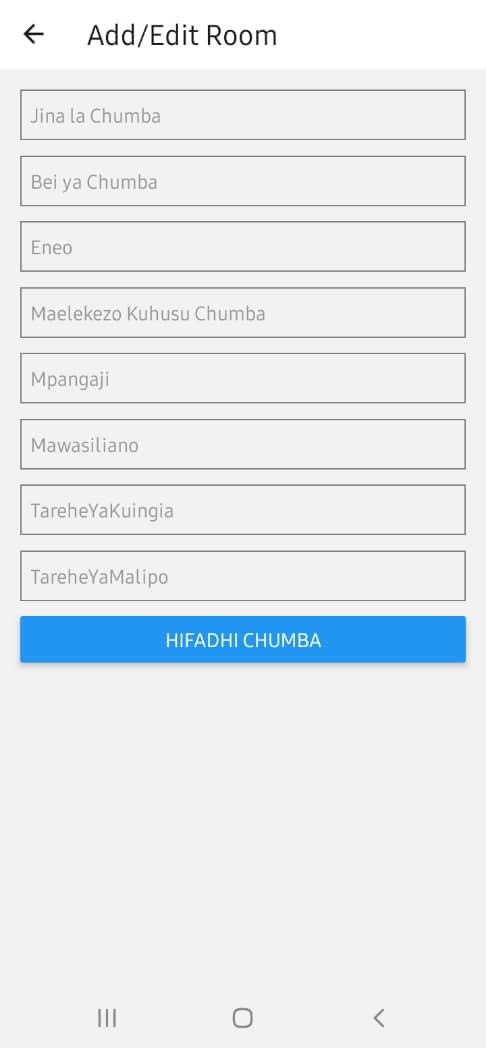 Add/Edit Room
Jina la Chumba
Bei ya Chumba
Eneo
Maelekezo Kuhusu Chumba
Mpangaji
Mawasiliano
TareheYaKuingia
TareheYaMalipo
HIFADHI CHUMBA